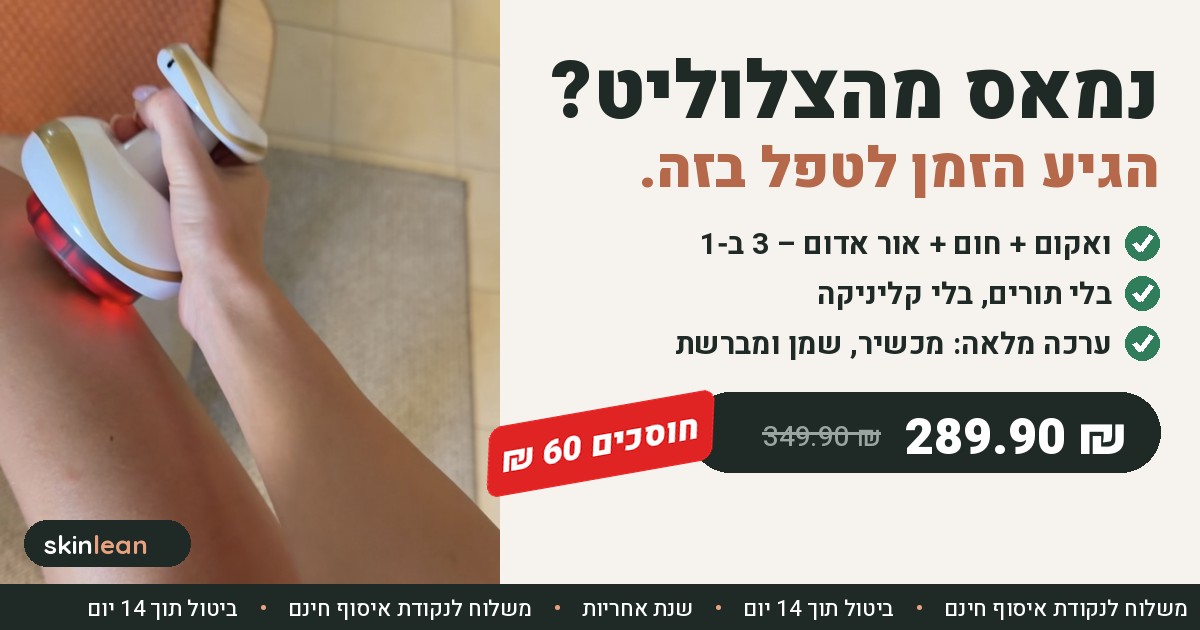 נמאס מהצלוליט?
הגיע הזמן לטפל בזה.
ואקום + חום + אור אדום – 3 ב-1
בלי תורים, בלי קליניקה
ערכה מלאה: מכשיר, שמן ומברשת
₪ 289.90 ₪ 349.90
חוסכים 60 ₪
skinlean
משלוח לנקודת איסוף חינם • ביטול תוך 14 יום • שנת אחריות • משלוח לנקודת איסוף חינם • ביטול תוך 14 יום